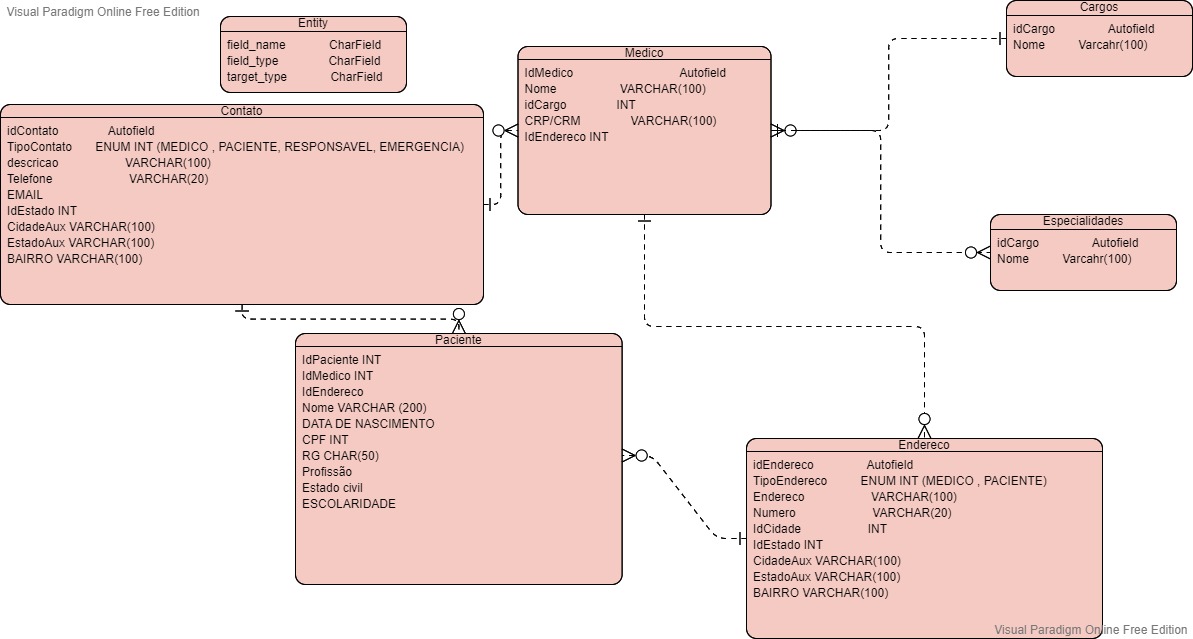 Visual Paradigm Online Free Edition
Entity
field_name CharField
field_type CharField
target_type CharField
Contato
idContato Autofield
TipoContato ENUM INT (MEDICO , PACIENTE, RESPONSAVEL, EMERGENCIA)
descricao VARCHAR(100)
Telefone VARCHAR(20)
EMAIL
IdEstado INT
CidadeAux VARCHAR(100)
EstadoAux VARCHAR(100)
BAIRRO VARCHAR(100)
Medico
IdMedico Autofield
Nome VARCHAR(100)
idCargo INT
CRP/CRM VARCHAR(100)
IdEndereco INT
Cargos
idCargo Autofield
Nome Varcahr(100)
Especialidades
idCargo Autofield
Nome Varcahr(100)
Paciente
IdPaciente INT
IdMedico INT
IdEndereco
Nome VARCHAR (200)
DATA DE NASCIMENTO
CPF INT
RG CHAR(50)
Profissão
Estado civil
ESCOLARIDADE
Endereco
idEndereco Autofield
TipoEndereco ENUM INT (MEDICO , PACIENTE)
Endereco VARCHAR(100)
Numero VARCHAR(20)
IdCidade INT
IdEstado INT
CidadeAux VARCHAR(100)
EstadoAux VARCHAR(100)
BAIRRO VARCHAR(100)
Visual Paradigm Online Free Edition